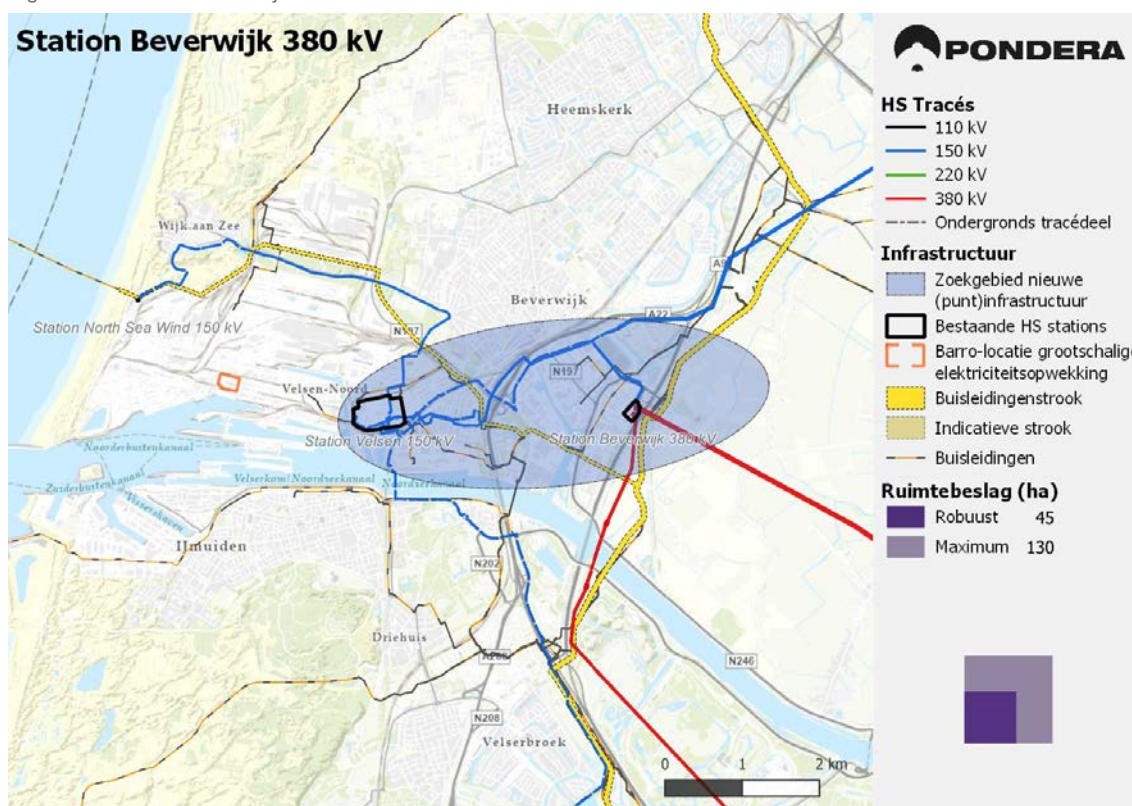 Station Beverwijk 380 kV
PONDERA
HS Tracés
110 kV
150 kV
220 kV
380 kV
Ondergronds tracédeel
Infrastructuur
Zoekgebied nieuwe
(punt)infrastructuur
Bestaande HS stations
Barro-locatie grootschalige
elektriciteitsopwekking
Buisleidingenstrook
Indicatieve strook
Buisleidingen
Ruimtebeslag (ha)
Robuust 45
Maximum 130
Heemskerk
Wijk aan Zee
A9
Beverwijk
Station North Sea Wind 150 kV
A22
N197
N197
Velsen-Noord
Station Velsen 150 kV
Station Beverwijk 380 kV
Noorderbuitenkanaal
Zuiderbuitenkanaal
Vissershaven
Velserkom
Noordzeekanaal
Noordzeekanaal
IJmuiden
N202
Driehuis
N246
N208
Velserbroek
0 1 2 km